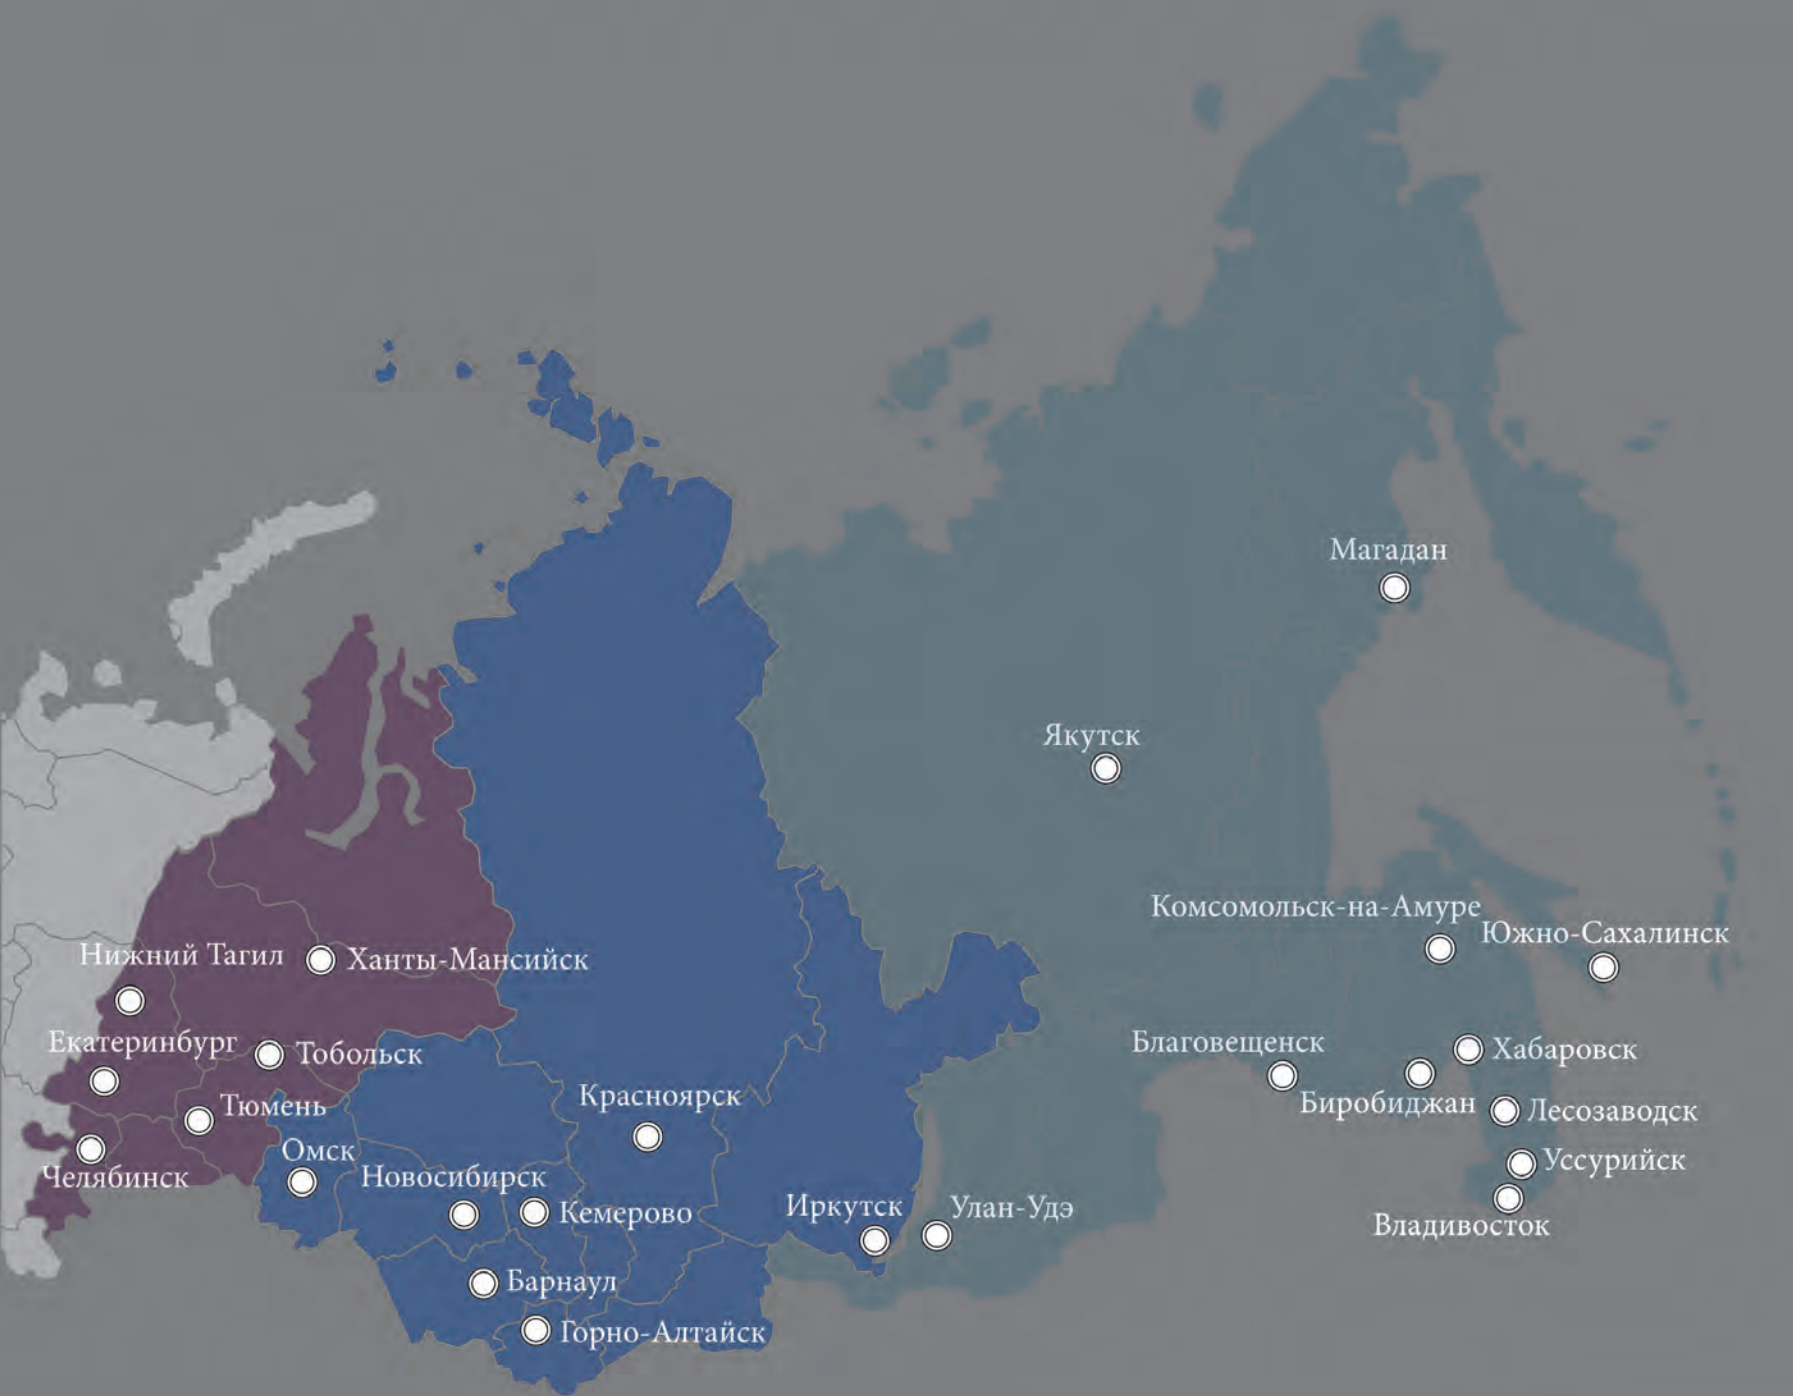 Магадан
Якутск
Комсомольск-на-Амуре
Южно-Сахалинск
Нижний Тагил
Ханты-Мансийск
Екатеринбург
Тобольск
Благовещенск
Хабаровск
Красноярск
Биробиджан
Лесозаводск
Тюмень
Омск
Уссурийск
Челябинск
Новосибирск
Кемерово
Иркутск
Улан-Удэ
Владивосток
Барнаул
Горно-Алтайск